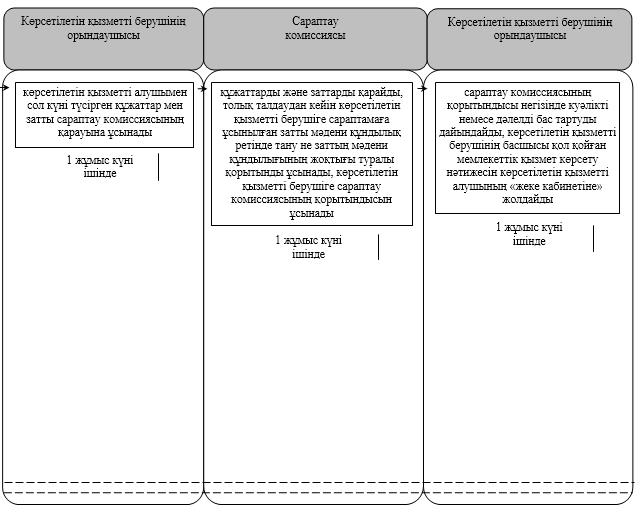 Көрсетілетін қызметті берушінің
орындаушысы
көрсетілетін қызметті алушымен
сол күні түсірген құжаттар мен
затты сараптау комиссиясының
қарауына ұсынады
1 жұмыс күні
ішінде
Сараптау
комиссиясы
құжаттарды және заттарды қарайды,
толық талдаудан кейін көрсетілетін
қызметті берушіге сараптамаға
ұсынылған затты мәдени құндылық
ретінде тану не заттың мәдени
құндылығының жоқтығы туралы
қорытынды ұсынады, көрсетілетін
қызметті берушіге сараптау
комиссиясының қорытындысын
ұсынады
1 жұмыс күні
ішінде
Көрсетілетін қызметті берушінің
орындаушысы
сараптау комиссиясының
қорытындысы негізінде куәлікті
немесе дәлелді бас тартуды
дайындайды, көрсетілетін қызметті
берушінің басшысы қол қойған
мемлекеттік қызмет көрсету
нәтижесін көрсетілетін қызметті
алушының «жеке кабинетіне»
жолдайды
1 жұмыс күні
ішінде